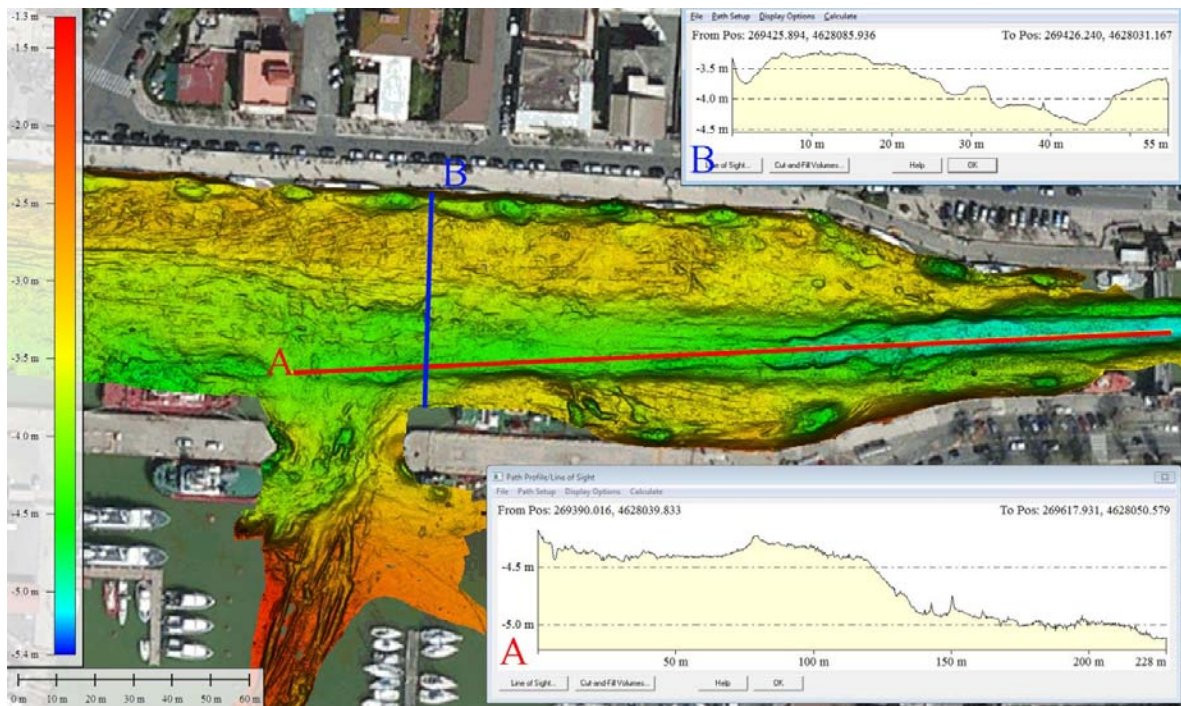 -1.3 m
-1.5 m
-2.0 m
-2.5 m
-3.0 m
-3.5 m
-4.0 m
-4.5 m
-5.0 m
-5.4 m
0 m 10 m 20 m 30 m 40 m 50 m 60 m
A
B
File Path Setup Display Options Calculate
From Pos: 269425.894, 4628085.936 To Pos: 269426.240, 4628031.167
-3.5 m
-4.0 m
-4.5 m
10 m 20 m 30 m 40 m 55 m
B
Line of Sight... Cut-and-Fill Volumes... Help OK
Path Profile/Line of Sight
File Path Setup Display Options Calculate
From Pos: 269390.016, 4628039.833 To Pos: 269617.931, 4628050.579
-4.5 m
-5.0 m
50 m 100 m 150 m 200 m 228 m
A
Line of Sight... Cut-and-Fill Volumes... Help OK